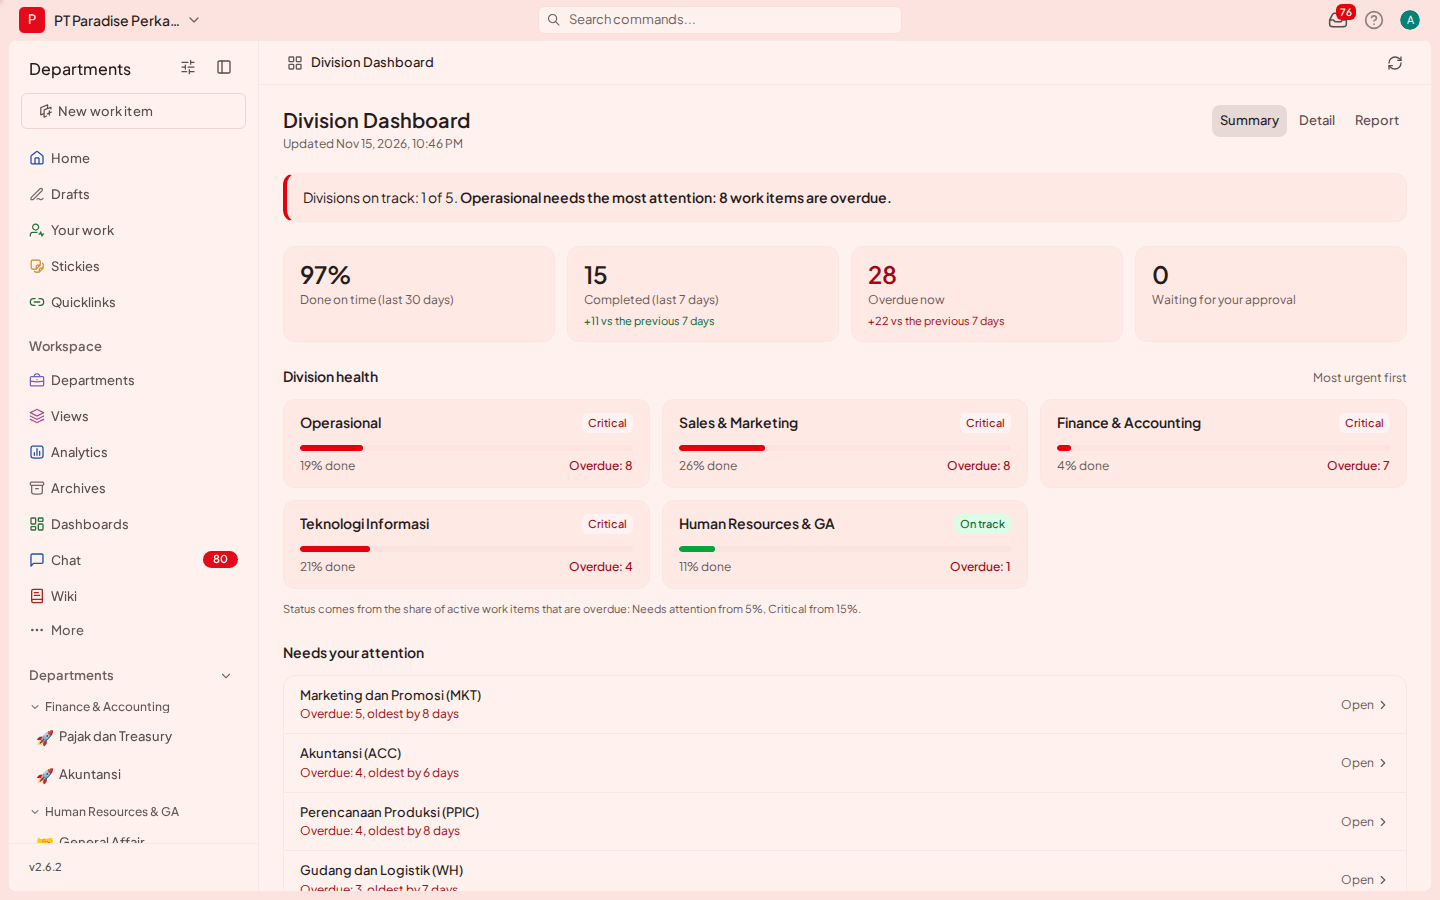 P PT Paradise Perka...
Search commands...
76
A
Departments
New work item
Home
Drafts
Your work
Stickies
Quicklinks
Workspace
Departments
Views
Analytics
Archives
Dashboards
Chat 80
Wiki
More
Departments
Finance & Accounting
Pajak dan Treasury
Akuntansi
Human Resources & GA
General Affair
v2.6.2
Division Dashboard
Division Dashboard
Updated Nov 15, 2026, 10:46 PM
Summary Detail Report
Divisions on track: 1 of 5. Operasional needs the most attention: 8 work items are overdue.
97%
Done on time (last 30 days)
15
Completed (last 7 days)
+11 vs the previous 7 days
28
Overdue now
+22 vs the previous 7 days
0
Waiting for your approval
Division health
Most urgent first
Operasional Critical
19% done Overdue: 8
Sales & Marketing Critical
26% done Overdue: 8
Finance & Accounting Critical
4% done Overdue: 7
Teknologi Informasi Critical
21% done Overdue: 4
Human Resources & GA On track
11% done Overdue: 1
Status comes from the share of active work items that are overdue: Needs attention from 5%, Critical from 15%.
Needs your attention
Marketing dan Promosi (MKT)
Overdue: 5, oldest by 8 days
Open
Akuntansi (ACC)
Overdue: 4, oldest by 6 days
Open
Perencanaan Produksi (PPIC)
Overdue: 4, oldest by 8 days
Open
Gudang dan Logistik (WH)
Overdue: 3, oldest by 7 days
Open